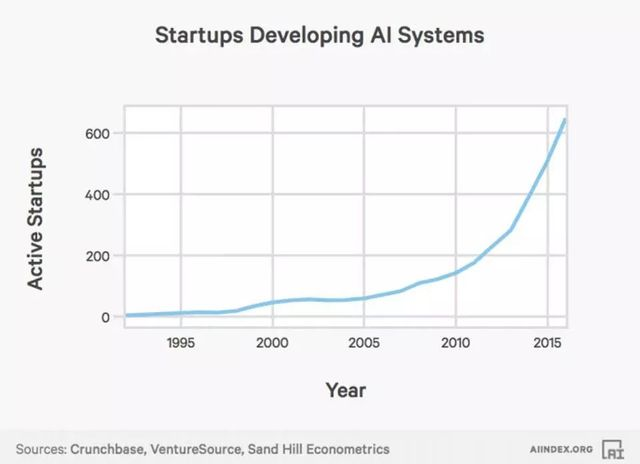 Startups Developing AI Systems
Active Startups
600
400
200
0
1995 2000 2005 2010 2015
Year
Sources: Crunchbase, VentureSource, Sand Hill Econometrics
AIINDEX.ORG AI